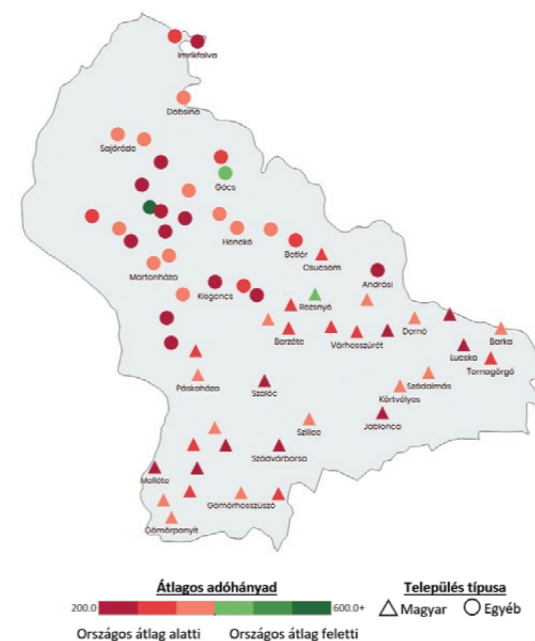 Imrikfalva
Dobsina
Sajóréde
Gócs
Henckó
Betlér
Csucsom
Martonháza
Andrási
Kisgencs
Rozsnyó
Berzéte
Várhosszúrét
Dernő
Barka
Lucska
Tornagörgő
Páskaháza
Szalóc
Szádalmás
Körtvélyes
Jablonca
Szilice
Szádvárborsa
Melléte
Gömörhosszúszó
Gömörpanyit
Átlagos adóhányad
Település típusa
200.0
600.0+
Magyar
Egyéb
Országos átlag alatti
Országos átlag feletti